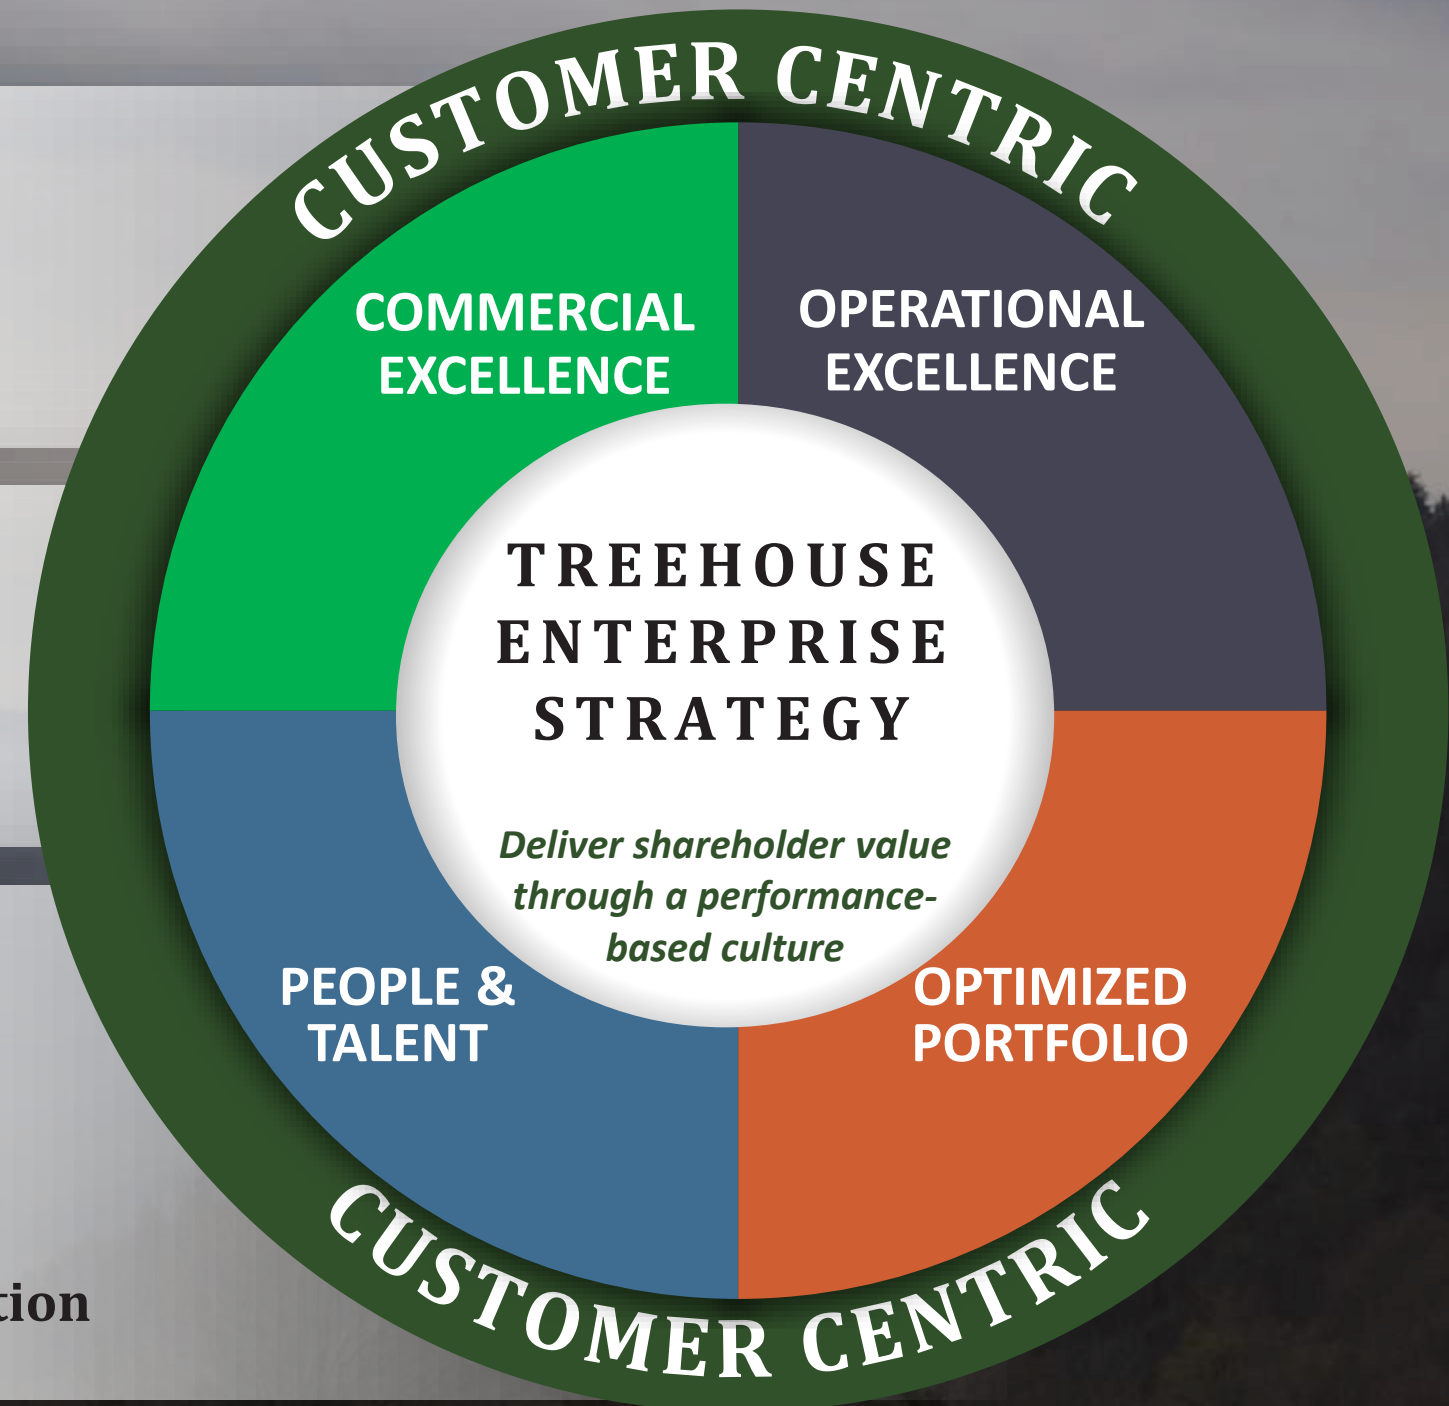 CUSTOMER CENTRIC
COMMERCIAL
EXCELLENCE
OPERATIONAL
EXCELLENCE
TREEHOUSE
ENTERPRISE
STRATEGY
Deliver shareholder value
through a performance-
based culture
PEOPLE &
TALENT
OPTIMIZED
PORTFOLIO
CUSTOMER CENTRIC
tion